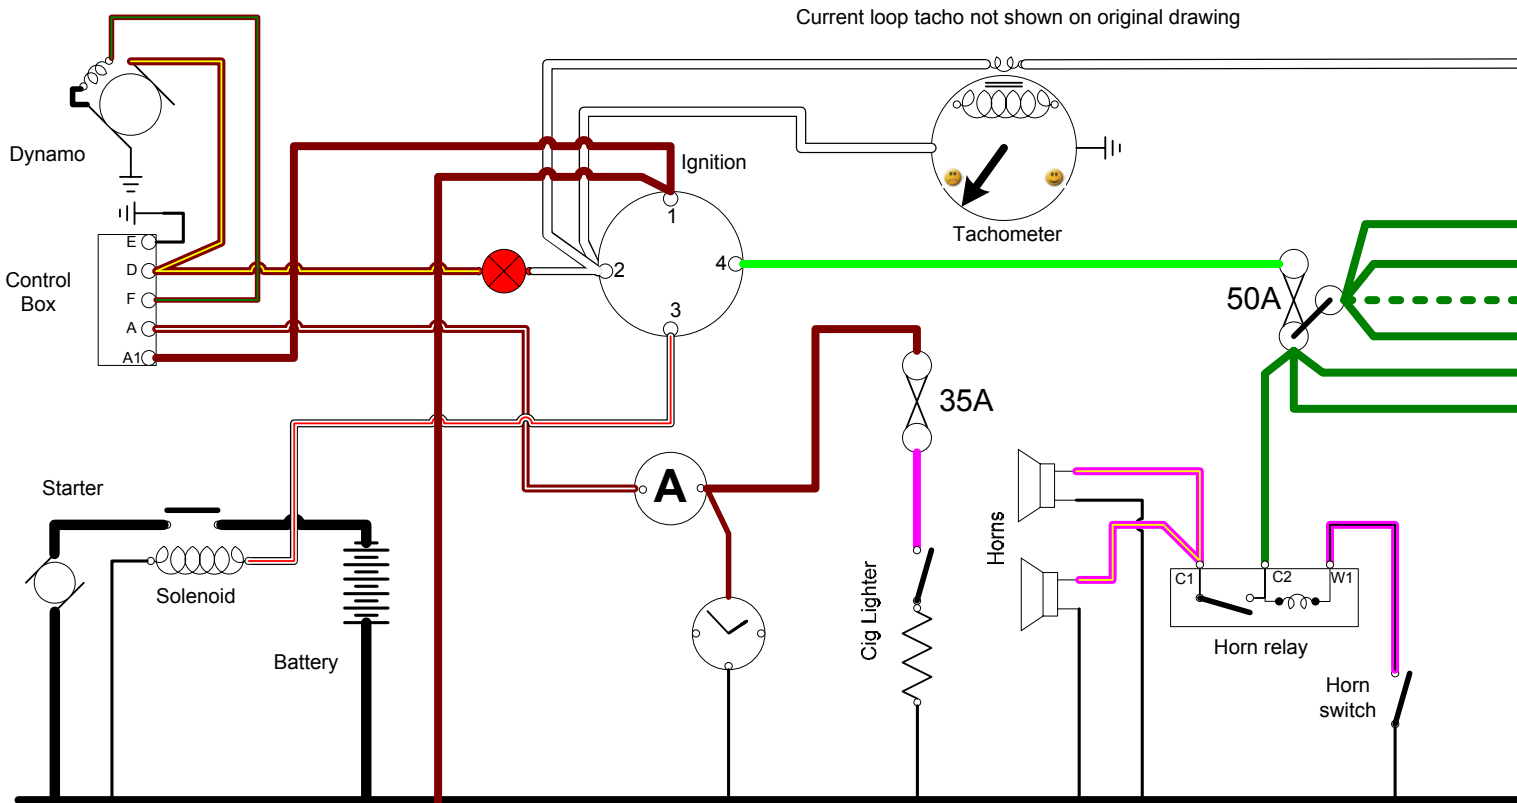 Current loop tacho not shown on original drawing
Dynamo
Ignition
1
Tachometer
E
D
F
A
A1
Control
Box
2
4
3
50A
35A
A
Starter
Solenoid
Battery
Cig Lighter
Horns
C1
C2
W1
Horn relay
Horn
switch